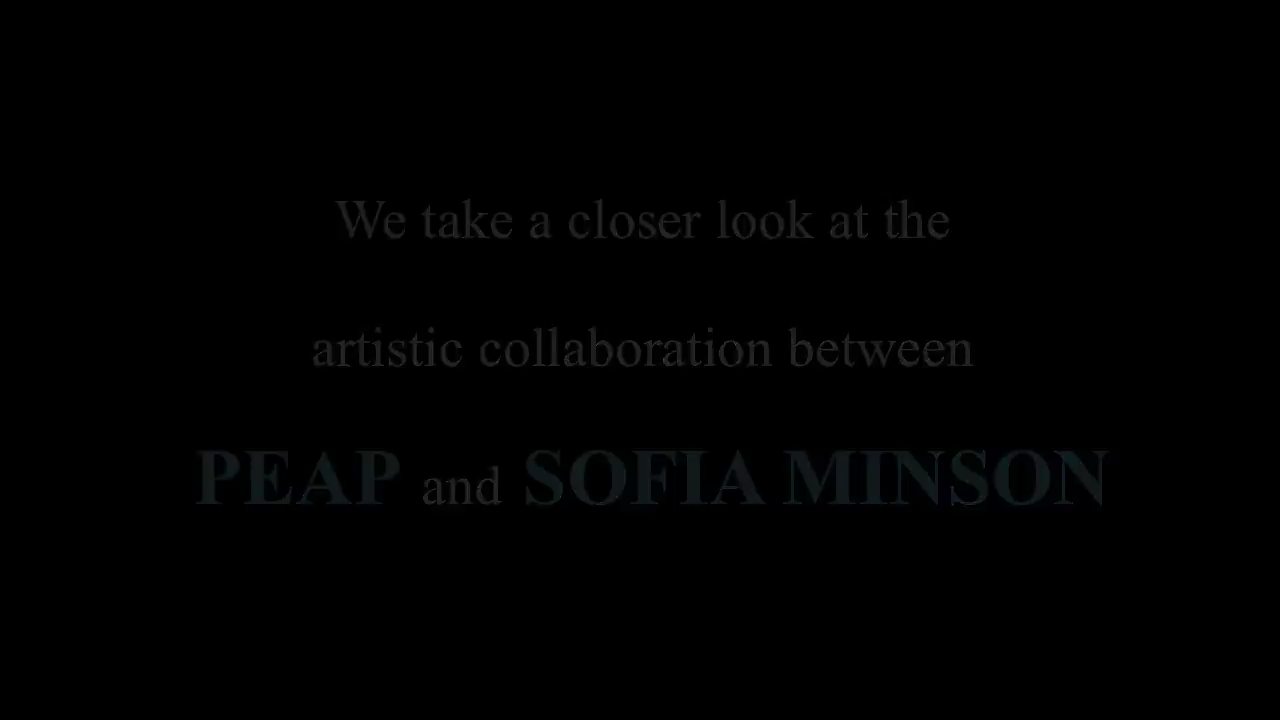 We take a closer look at the
artistic collaboration between
PEAP and SOFIA MINSON